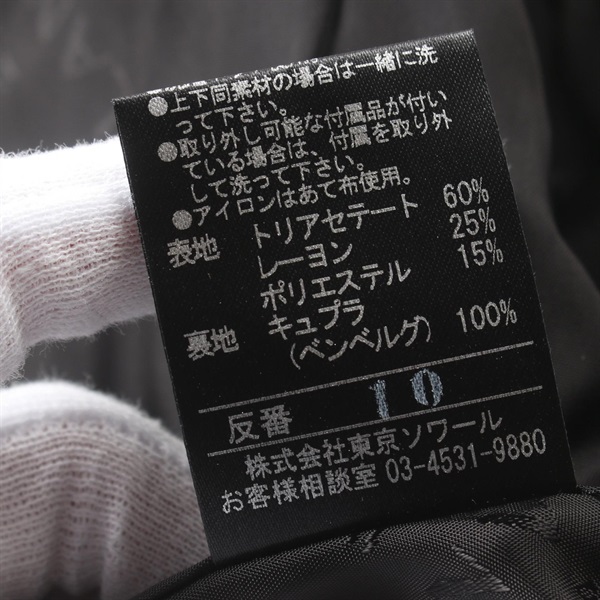 ●上下同素材の場合は一緒に洗
って下さい。
●取り外し可能な付属品が付い
ている場合は、付属を取り外
して洗って下さい。
●アイロンはあて布使用。
表地 トリアセテート 60%
レーヨン 25%
ポリエステル 15%
裏地 キュプラ 100%
(ベンベルグ)
反番 10
株式会社東京ソワール
お客様相談室 03-4531-9880